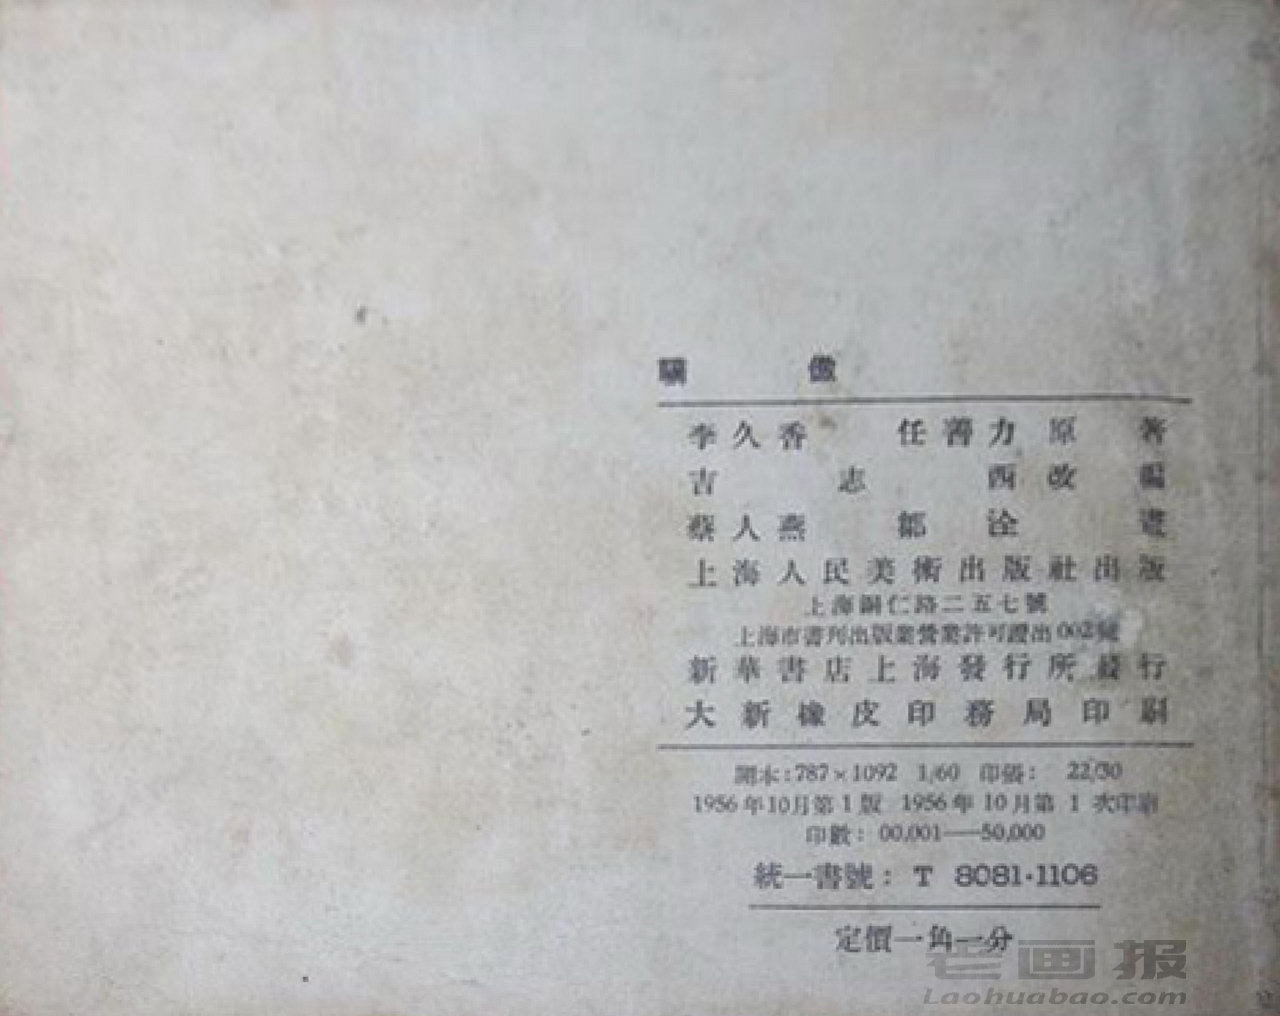 驕 傲
李久香 任善力原 著
吉 志 西改 編
蔡人燕 鄒 淦 畫
上海人民美術出版社出版
上海銅仁路二五七號
上海市書刊出版業營業許可證出002號
新華書店上海發行所發行
大新橡皮印務局印刷
開本:787×1092 1/60 印張: 22/30
1956年10月第1版 1956年10月第1次印刷
印數: 00,001——50,000
統一書號: T 8081·1106
定價一角一分
老画报
Laohuabao.com